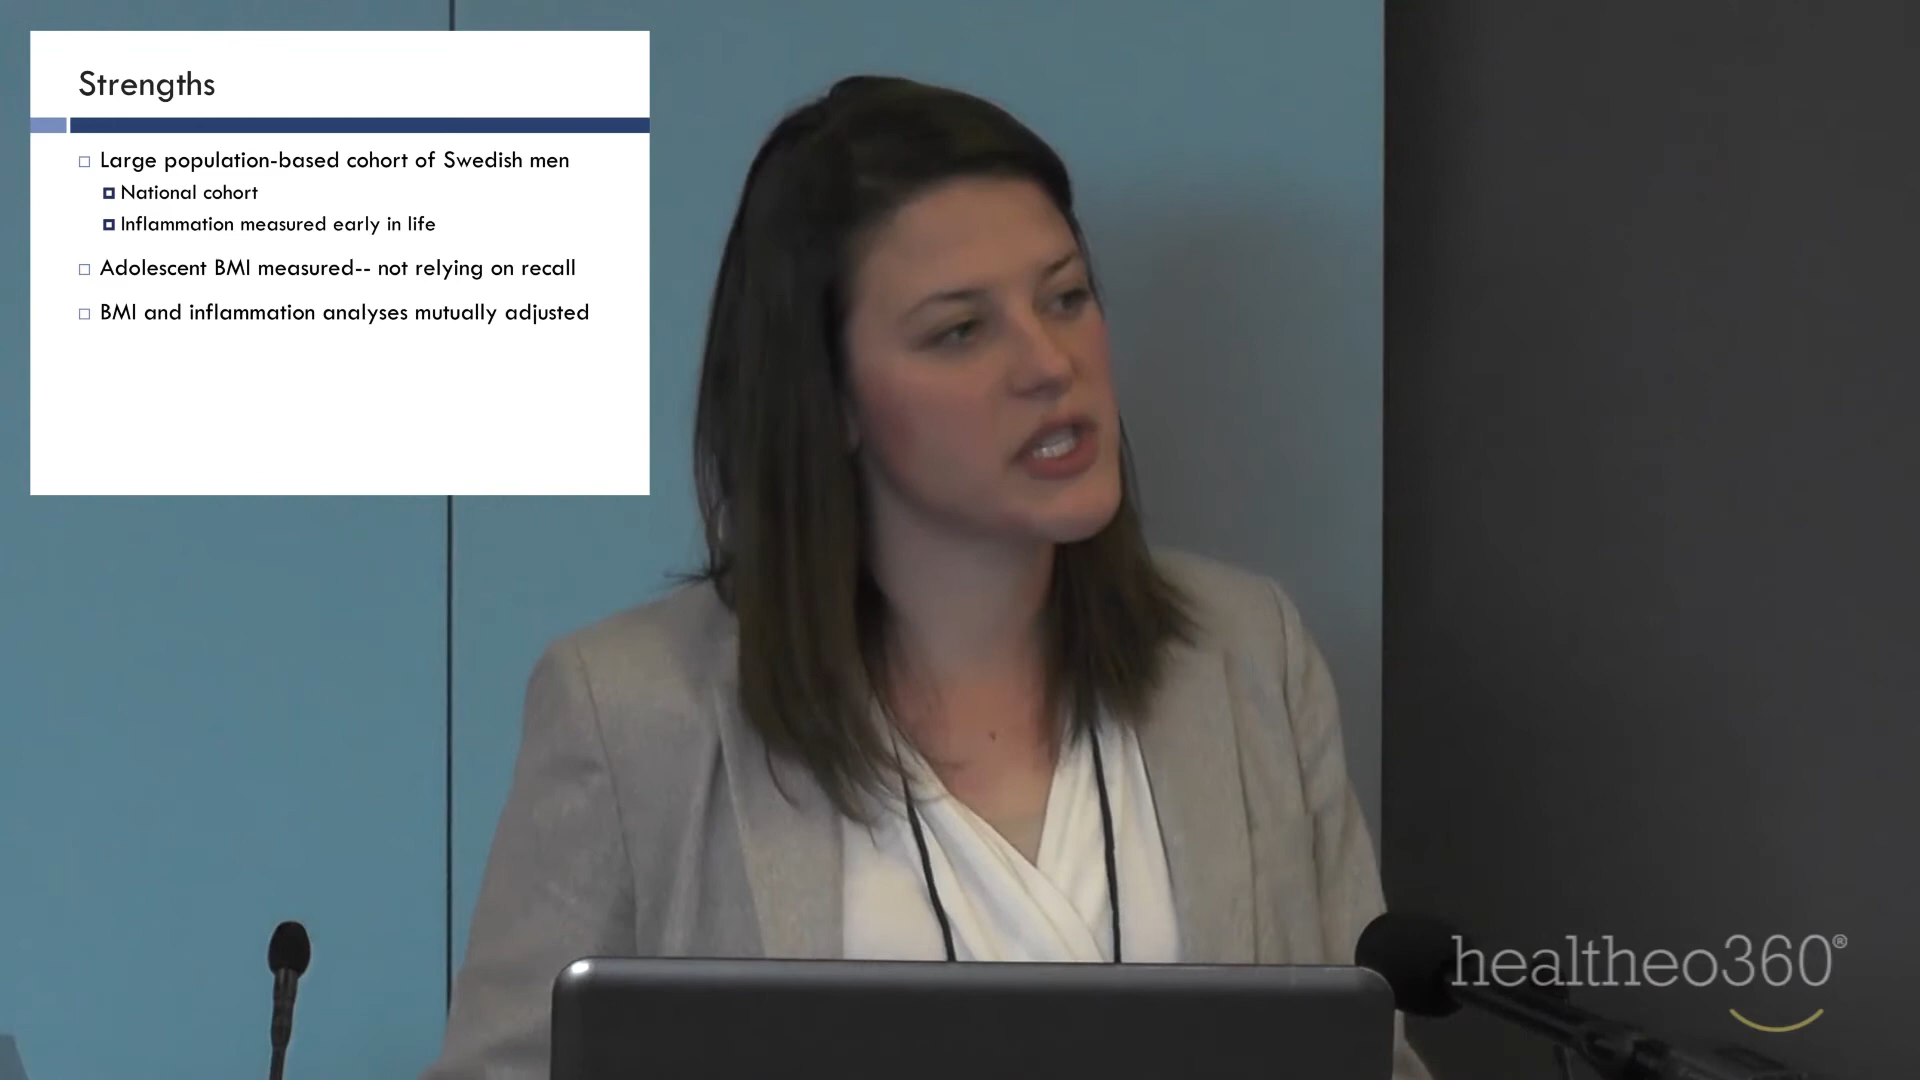 Strengths
Large population-based cohort of Swedish men
National cohort
Inflammation measured early in life
Adolescent BMI measured-- not relying on recall
BMI and inflammation analyses mutually adjusted
healtheo360®